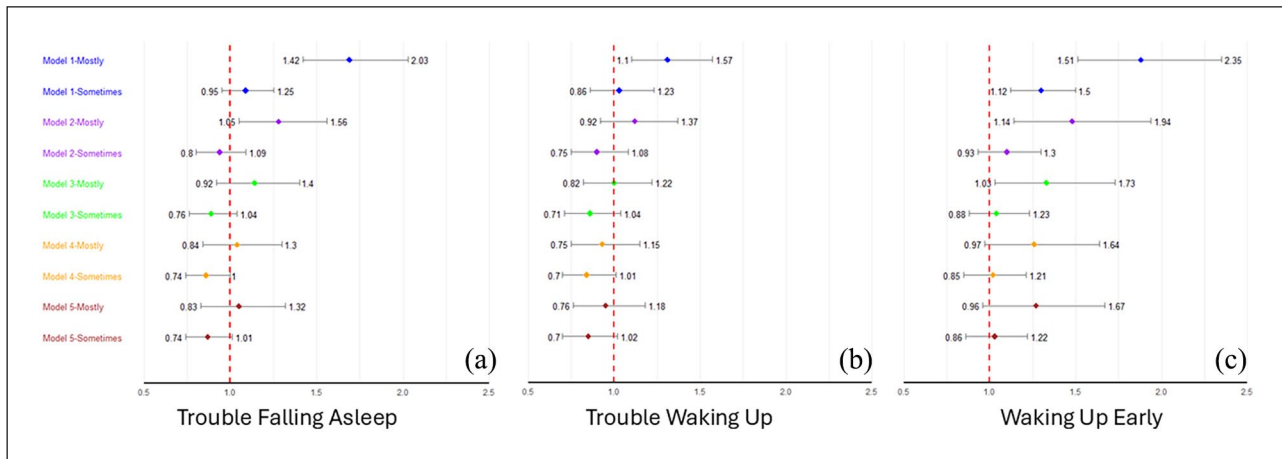 Model 1-Mostly 1.42 2.03 1.1 1.57 1.51 2.35
Model 1-Sometimes 0.95 1.25 0.86 1.23 1.12 1.5
Model 2-Mostly 1.05 1.56 0.92 1.37 1.14 1.94
Model 2-Sometimes 0.8 1.09 0.75 1.08 0.93 1.3
Model 3-Mostly 0.92 1.4 0.82 1.22 1.03 1.73
Model 3-Sometimes 0.76 1.04 0.71 1.04 0.88 1.23
Model 4-Mostly 0.84 1.3 0.75 1.15 0.97 1.64
Model 4-Sometimes 0.74 1 0.7 1.01 0.85 1.21
Model 5-Mostly 0.83 1.32 0.76 1.18 0.96 1.67
Model 5-Sometimes 0.74 1.01 0.7 1.02 0.86 1.22
(a) (b) (c)
0.5 1.0 1.5 2.0 2.5 0.5 1.0 1.5 2.0 2.5 0.5 1.0 1.5 2.0 2.5
Trouble Falling Asleep Trouble Waking Up Waking Up Early